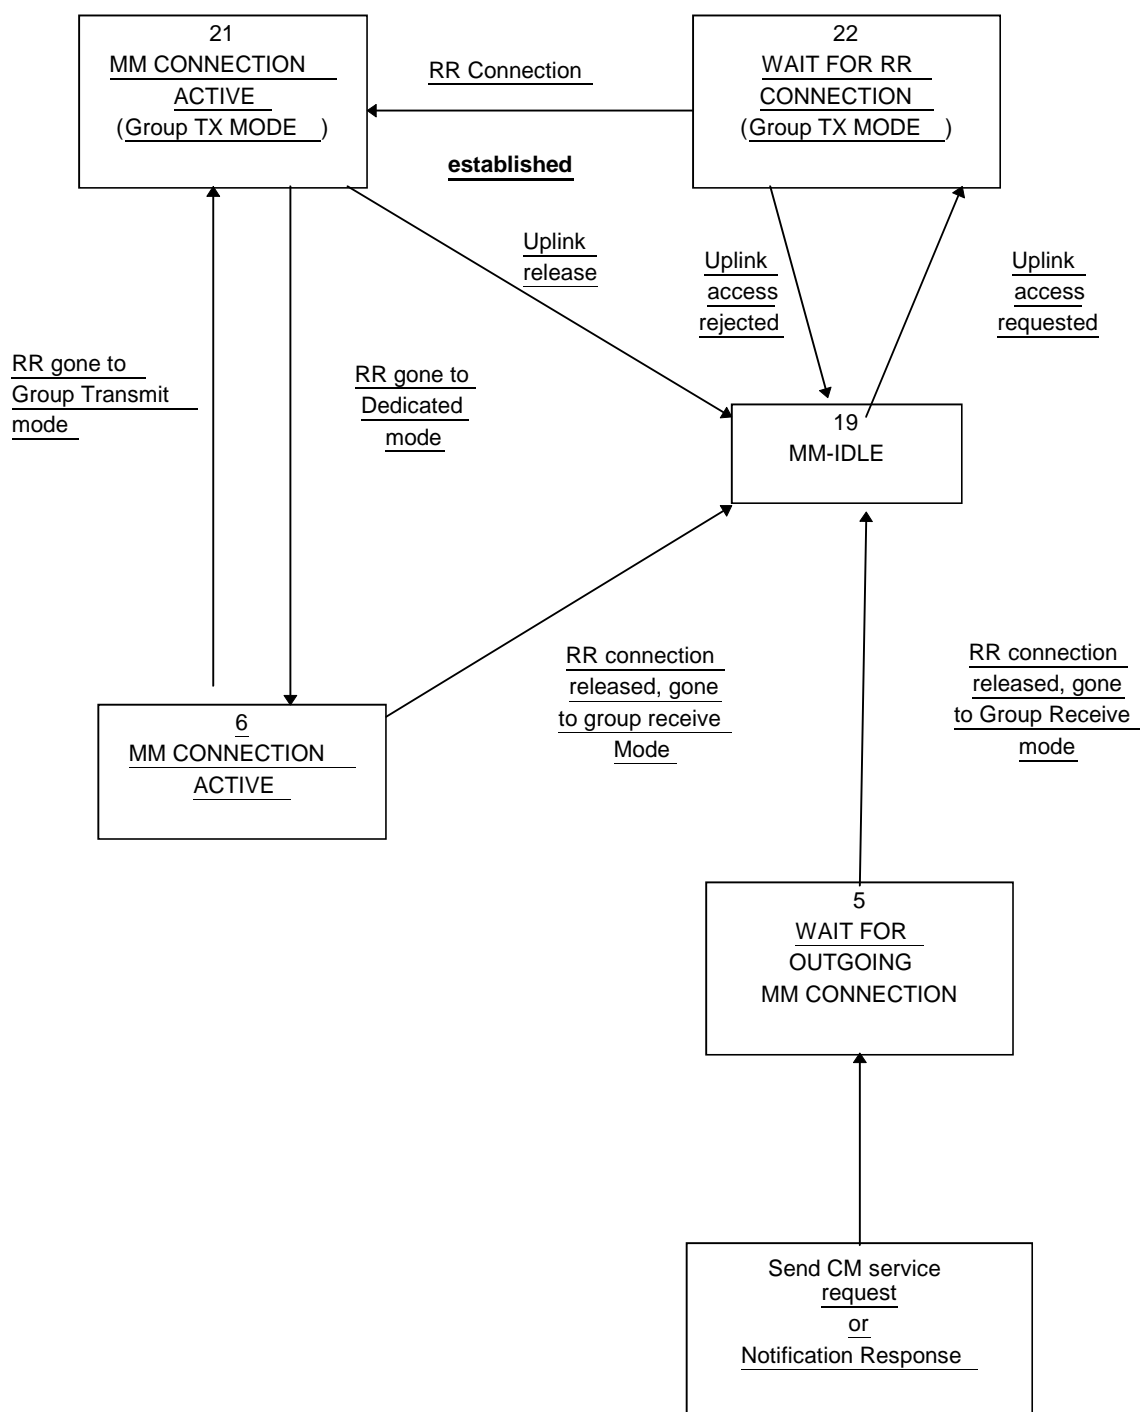 21
MM CONNECTION
ACTIVE
(Group TX MODE )
RR Connection
established
22
WAIT FOR RR
CONNECTION
(Group TX MODE )
Uplink
release
Uplink
access
rejected
Uplink
access
requested
RR gone to
Group Transmit
mode
RR gone to
Dedicated
mode
19
MM-IDLE
RR connection
released, gone
to group receive
Mode
RR connection
released, gone
to Group Receive
mode
6
MM CONNECTION
ACTIVE
5
WAIT FOR
OUTGOING
MM CONNECTION
Send CM service
request
or
Notification Response